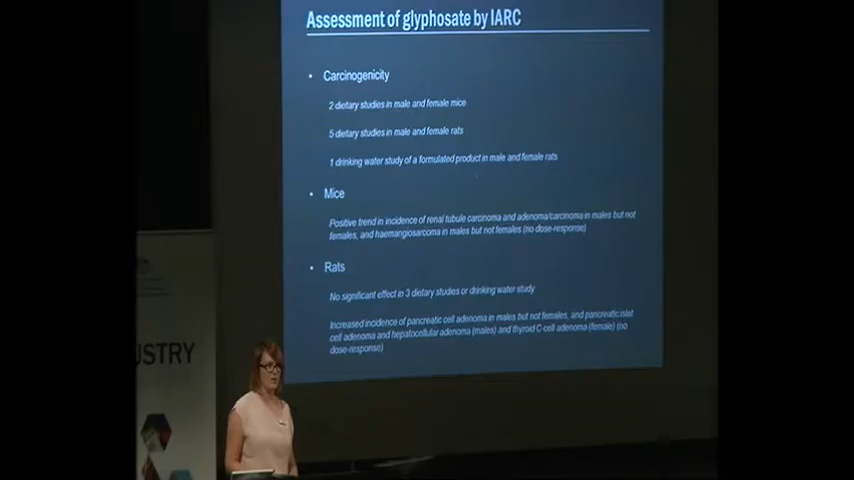 Assessment of glyphosate by IARC
• Carcinogenicity
2 dietary studies in male and female mice
5 dietary studies in male and female rats
1 drinking water study of a formulated product in male and female rats
• Mice
Positive trend in incidence of renal tubule carcinoma and adenoma/carcinoma in males but not
females, and haemangiosarcoma in males but not females (no dose-response)
• Rats
No significant effect in 3 dietary studies or drinking water study
Increased incidence of pancreatic cell adenoma in males but not females, and pancreatic islet
cell adenoma and hepatocellular adenoma (males) and thyroid C-cell adenoma (female) (no
dose-response)
USTRY